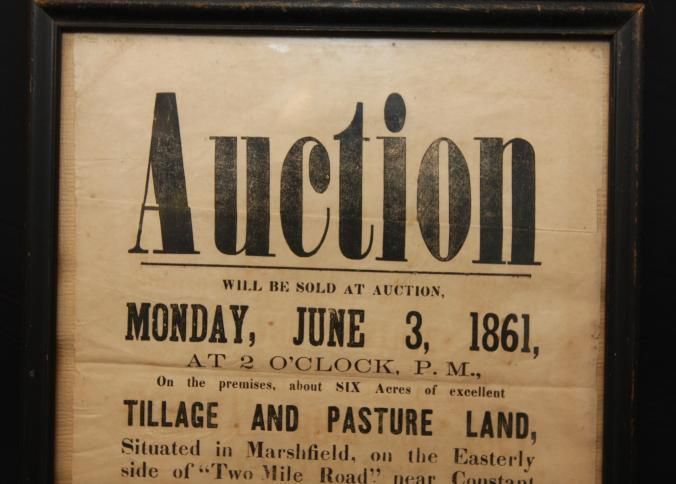 Auction
WILL BE SOLD AT AUCTION,
MONDAY, JUNE 3, 1861,
AT 2 O'CLOCK, P. M.,
On the premises, about SIX Acres of excellent
TILLAGE AND PASTURE LAND,
Situated in Marshfield, on the Easterly
side of "Two Mile Road" near Constant